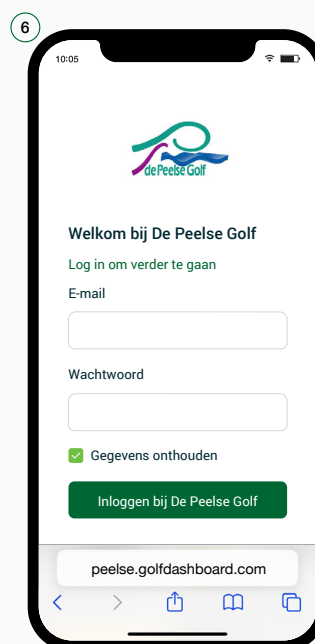 6
10:05
de Peelse Golf
Welkom bij De Peelse Golf
Log in om verder te gaan
E-mail
Wachtwoord
Gegevens onthouden
Inloggen bij De Peelse Golf
peelse.golfdashboard.com